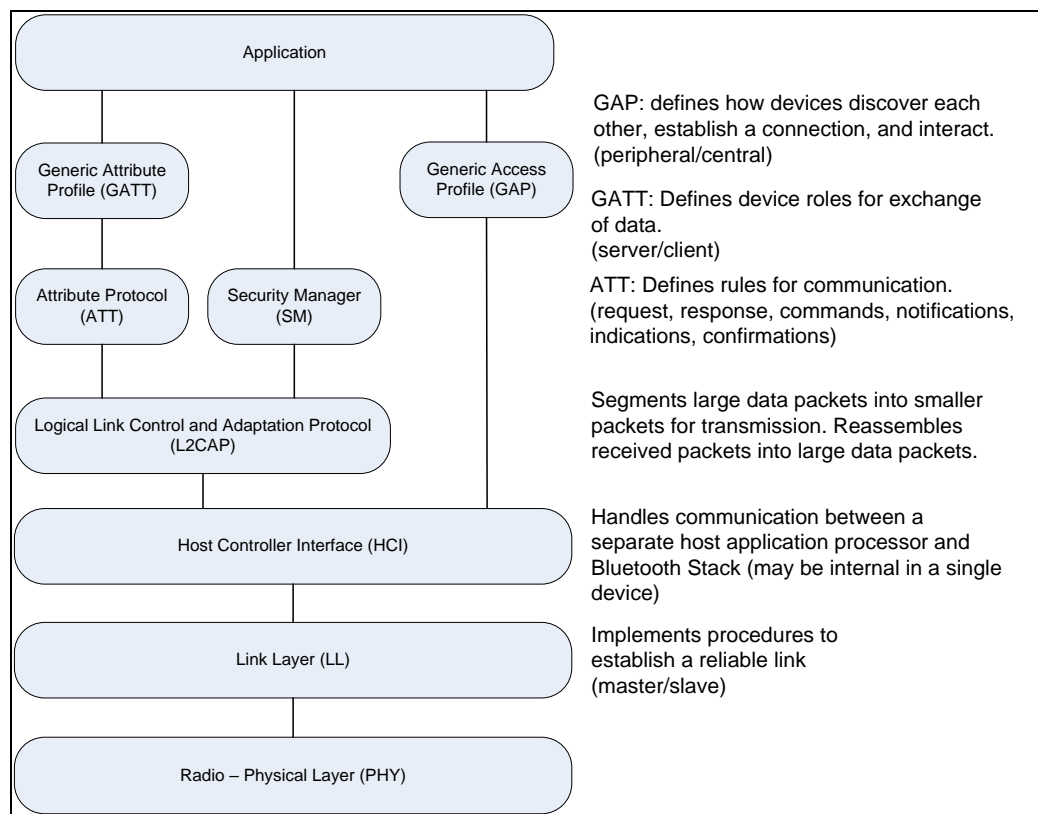 Application
GAP: defines how devices discover each
other, establish a connection, and interact.
(peripheral/central)
Generic Attribute
Profile (GATT)
Generic Access
Profile (GAP)
GATT: Defines device roles for exchange
of data.
(server/client)
Attribute Protocol
(ATT)
Security Manager
(SM)
ATT: Defines rules for communication.
(request, response, commands, notifications,
indications, confirmations)
Logical Link Control and Adaptation Protocol
(L2CAP)
Segments large data packets into smaller
packets for transmission. Reassembles
received packets into large data packets.
Host Controller Interface (HCI)
Handles communication between a
separate host application processor and
Bluetooth Stack (may be internal in a single
device)
Link Layer (LL)
Implements procedures to
establish a reliable link
(master/slave)
Radio – Physical Layer (PHY)